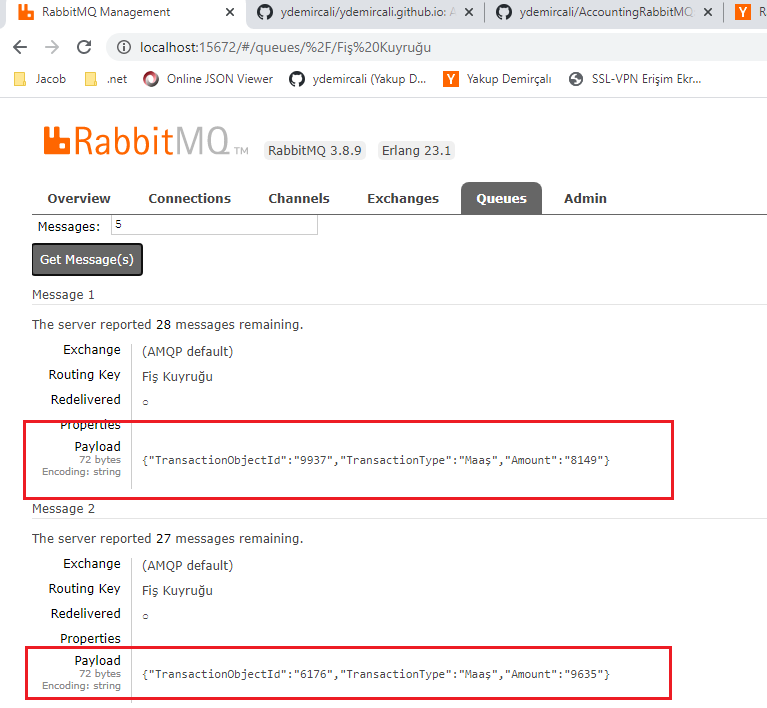 RabbitMQ Management
ydemircali/ydemircali.github.io: A
ydemircali/AccountingRabbitMQ
R
localhost:15672/#/queues/%2F/Fiş%20Kuyruğu
Jacob .net Online JSON Viewer ydemircali (Yakup D... Yakup Demirçalı SSL-VPN Erişim Ekr...
RabbitMQ TM RabbitMQ 3.8.9 Erlang 23.1
Overview Connections Channels Exchanges Queues Admin
Messages: 5
Get Message(s)
Message 1
The server reported 28 messages remaining.
Exchange (AMQP default)
Routing Key Fiş Kuyruğu
Redelivered ○
Properties
Payload
72 bytes
Encoding: string
{"TransactionObjectId":"9937","TransactionType":"Maaş","Amount":"8149"}
Message 2
The server reported 27 messages remaining.
Exchange (AMQP default)
Routing Key Fiş Kuyruğu
Redelivered ○
Properties
Payload
72 bytes
Encoding: string
{"TransactionObjectId":"6176","TransactionType":"Maaş","Amount":"9635"}